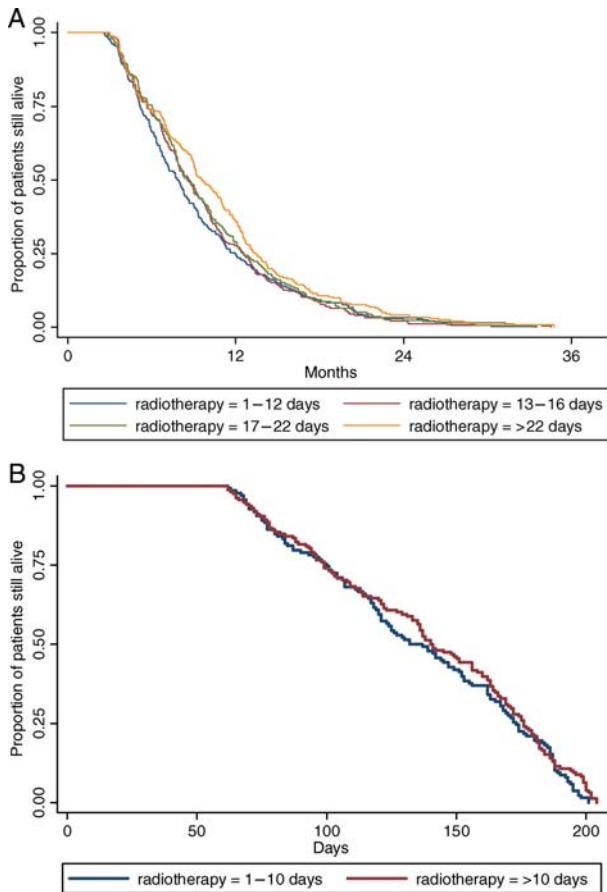 A
Proportion of patients still alive
1.00
0.75
0.50
0.25
0.00
0 12 24 36
Months
radiotherapy = 1−12 days radiotherapy = 13−16 days
radiotherapy = 17−22 days radiotherapy = >22 days
B
Proportion of patients still alive
1.00
0.75
0.50
0.25
0.00
0 50 100 150 200
Days
radiotherapy = 1−10 days radiotherapy = >10 days